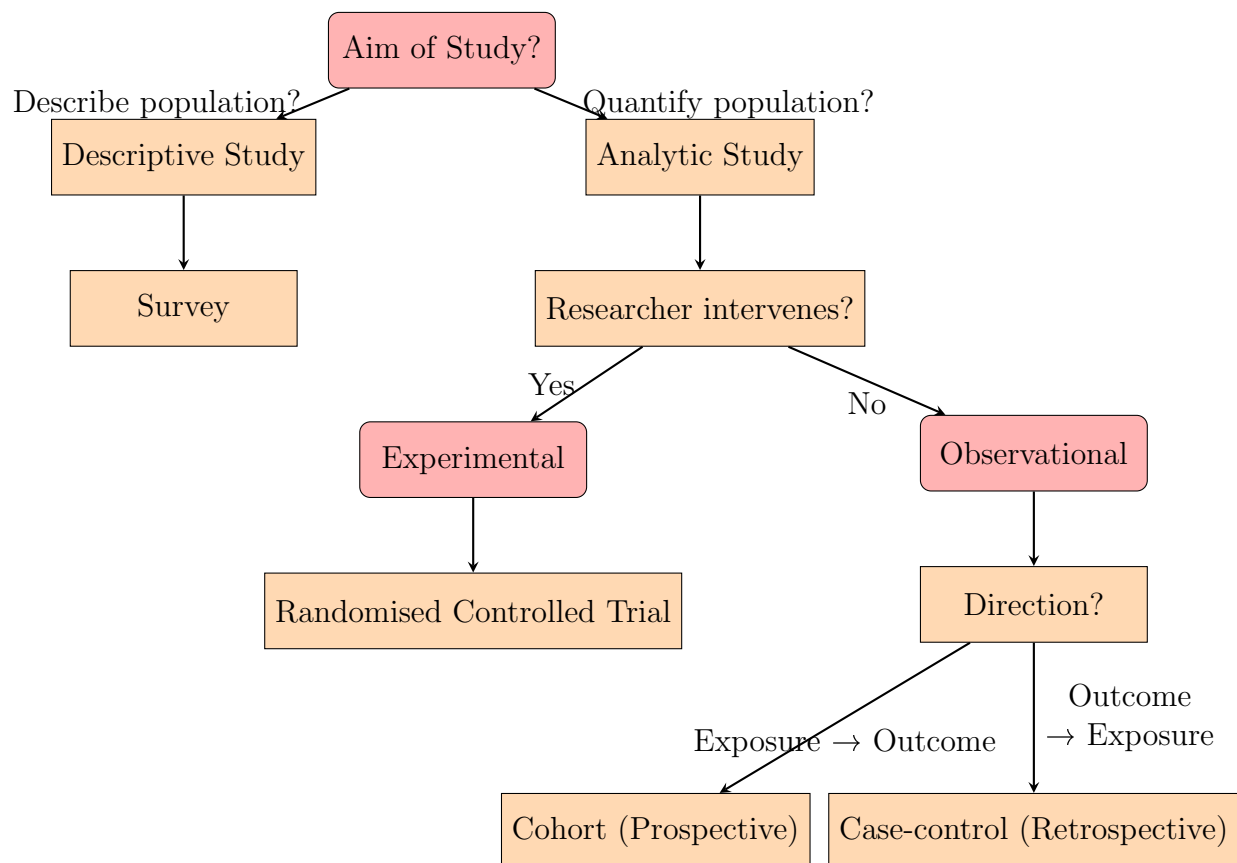 Aim of Study?
Describe population?
Quantify population?
Descriptive Study
Analytic Study
Survey
Researcher intervenes?
Yes
No
Experimental
Observational
Randomised Controlled Trial
Direction?
Exposure → Outcome
Outcome
→ Exposure
Cohort (Prospective)
Case-control (Retrospective)